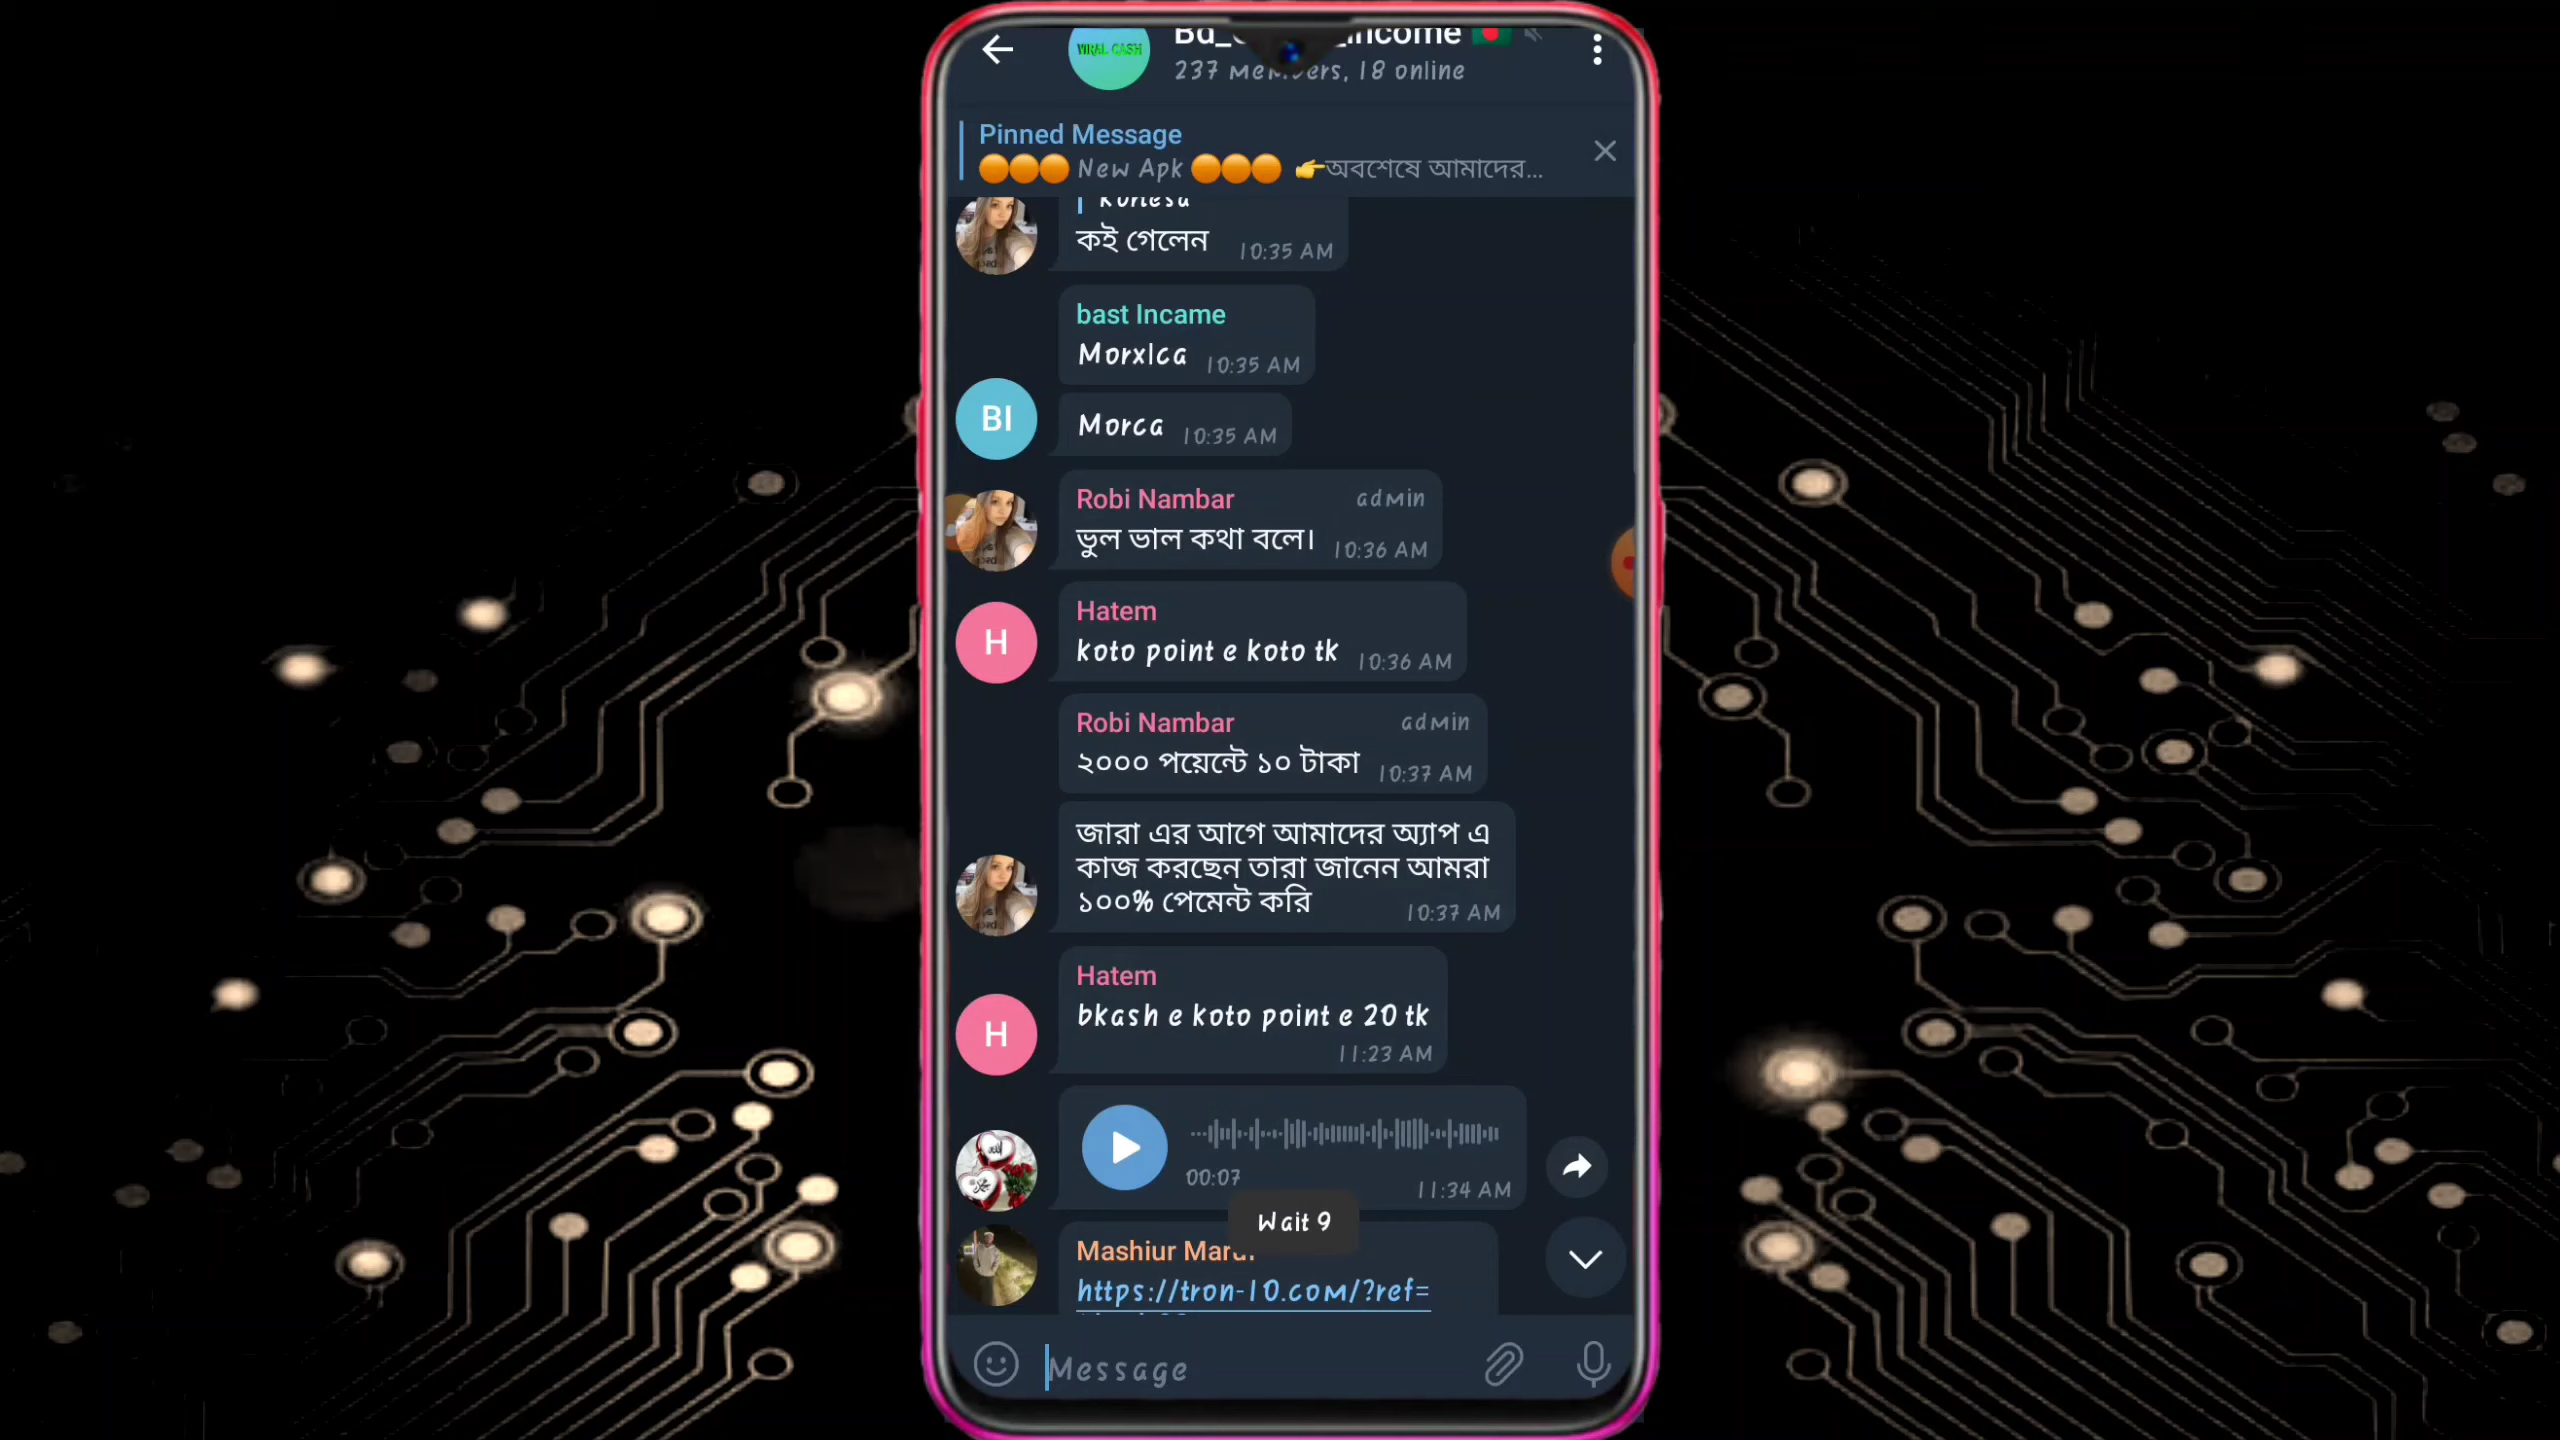 VIRAL CASH
237 members, 18 online
Pinned Message
New Apk 👉অবশেষে আমাদের...
কই গেলেন 10:35 AM
bast Incame
Morxlca 10:35 AM
BI
Morca 10:35 AM
Robi Nambar admin
ভুল ভাল কথা বলে। 10:36 AM
Hatem
H
koto point e koto tk 10:36 AM
Robi Nambar admin
২০০০ পয়েন্টে ১০ টাকা 10:37 AM
জারা এর আগে আমাদের অ্যাপ এ
কাজ করছেন তারা জানেন আমরা
১০০% পেমেন্ট করি 10:37 AM
Hatem
H
bkash e koto point e 20 tk
11:23 AM
00:07
11:34 AM
Wait 9
Mashiur
https://tron-10.com/?ref=
Message